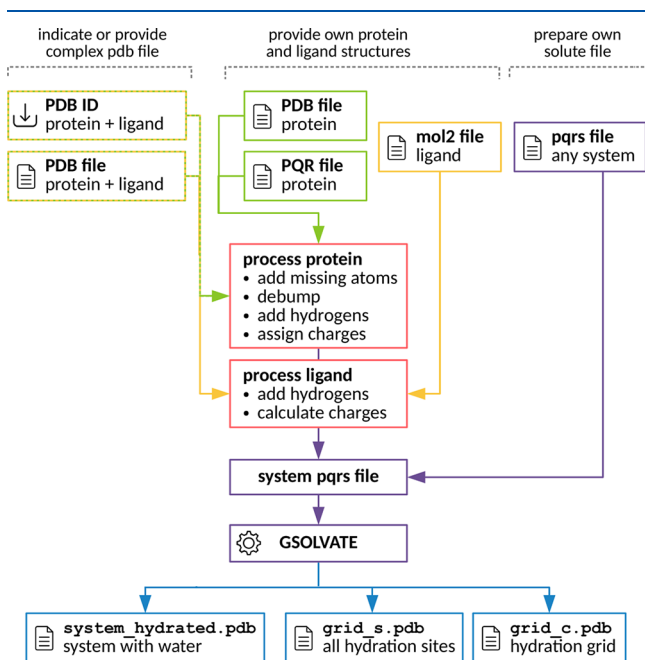 indicate or provide
complex pdb file
provide own protein
and ligand structures
prepare own
solute file
PDB ID
protein + ligand
PDB file
protein + ligand
PDB file
protein
PQR file
protein
mol2 file
ligand
pqrs file
any system
process protein
• add missing atoms
• debump
• add hydrogens
• assign charges
process ligand
• add hydrogens
• calculate charges
system pqrs file
GSOLVATE
system_hydrated.pdb
system with water
grid_s.pdb
all hydration sites
grid_c.pdb
hydration grid